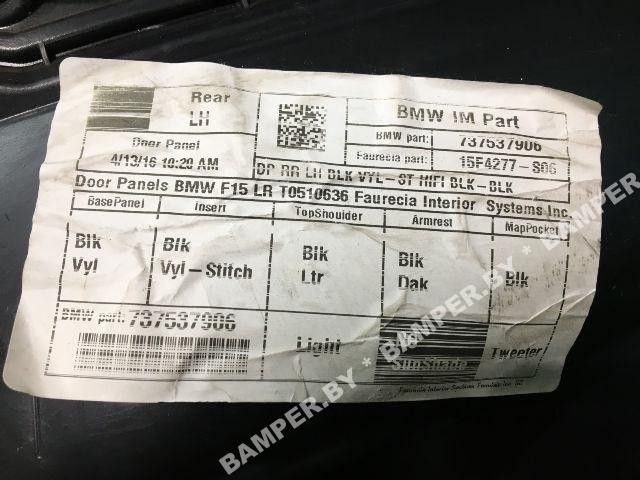 Rear
LH
BMW IM Part
BMW part: 737537906
Faurecia part: 15F4277-S06
Door Panel
4/13/16 10:20 AM
DP RR LH BLK VYL-ST HIFI BLK-BLK
Door Panels BMW F15 LR T0510636 Faurecia Interior Systems Inc.
BasePanel Insert TopShoulder Armrest MapPocket
Blk
Vyl
Blk
Vyl-Stitch
Blk
Ltr
Blk
Dak
Blk
BMW part: 737537906
Light
SunShade
Tweeter
BAMPER.BY * BAMPER.BY * BAMPER.BY